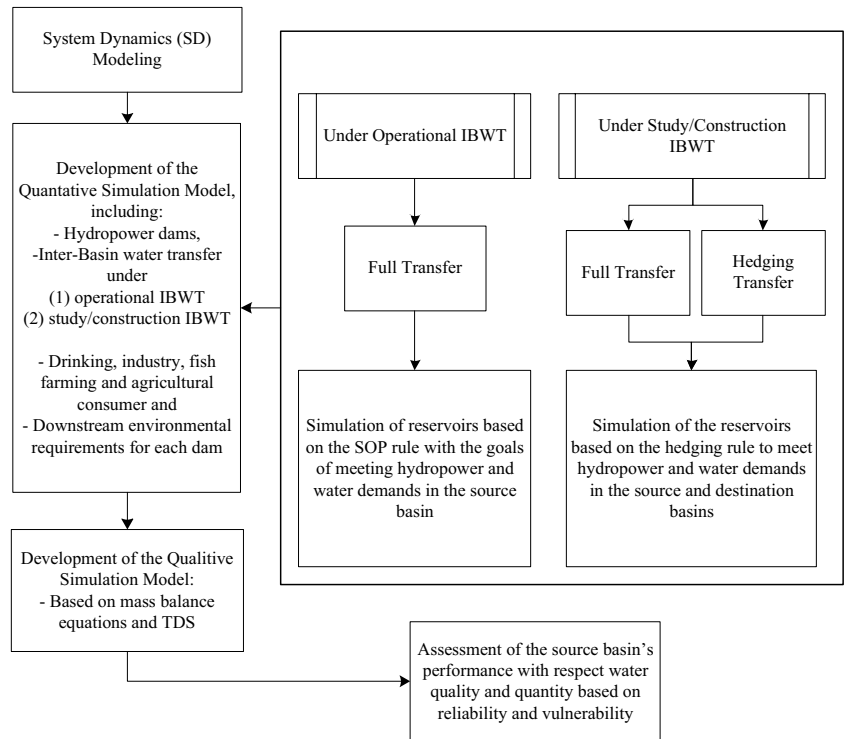 System Dynamics (SD)
Modeling
Development of the
Quantative Simulation Model,
including:
- Hydropower dams,
-Inter-Basin water transfer
under
(1) operational IBWT
(2) study/construction IBWT
- Drinking, industry, fish
farming and agricultural
consumer and
- Downstream environmental
requirements for each dam
Development of the Qualitive
Simulation Model:
- Based on mass balance
equations and TDS
Under Operational IBWT
Full Transfer
Simulation of reservoirs based
on the SOP rule with the goals
of meeting hydropower and
water demands in the source
basin
Under Study/Construction
IBWT
Full Transfer
Hedging
Transfer
Simulation of the reservoirs
based on the hedging rule to meet
hydropower and water demands
in the source and destination
basins
Assessment of the source basin's
performance with respect water
quality and quantity based on
reliability and vulnerability